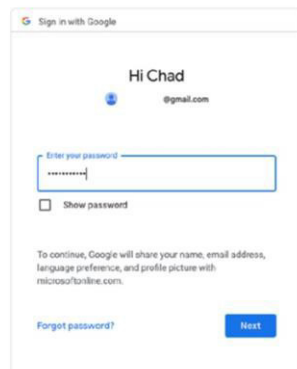 Sign in with Google
Hi Chad
@gmail.com
Enter your password
Show password
To continue, Google will share your name, email address,
language preference, and profile picture with
microsoftonline.com.
Forgot password?
Next